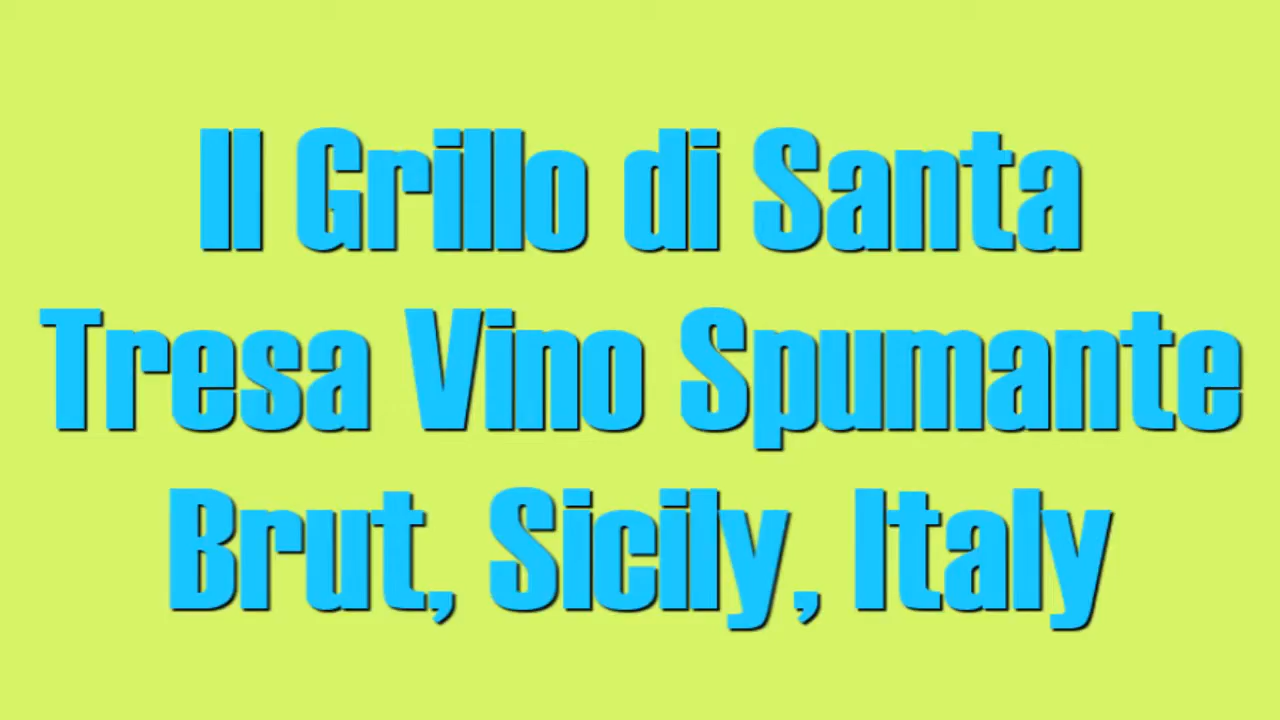 Il Grillo di Santa
Tresa Vino Spumante
Brut, Sicily, Italy